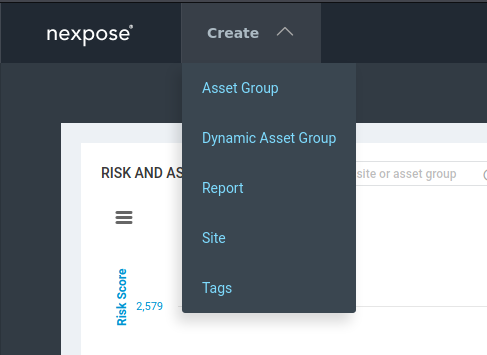 nexpose®
Create
Asset Group
Dynamic Asset Group
Report
Site
Tags
RISK AND AS
site or asset group
Risk Score
2,579